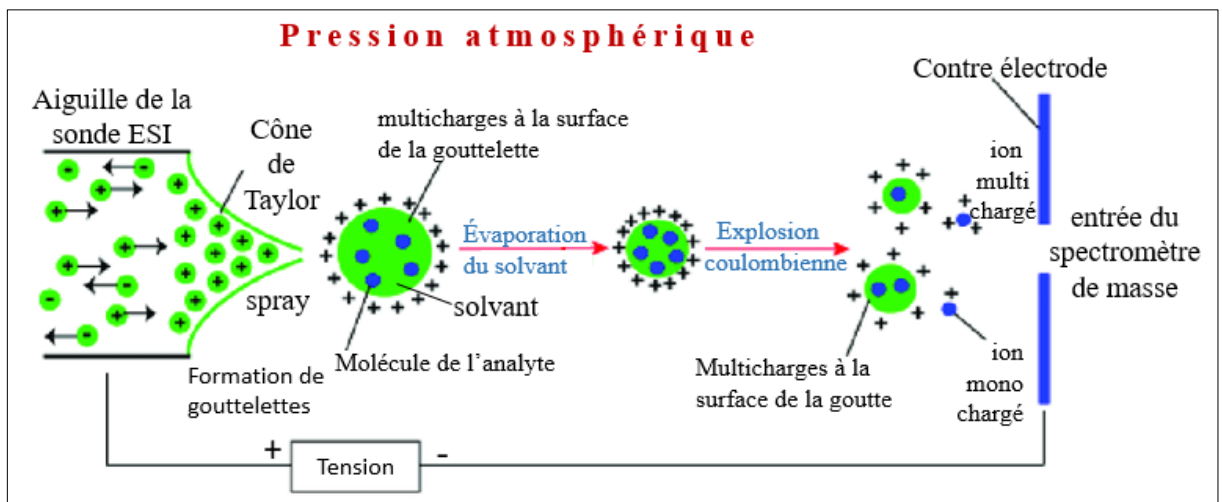 Pression atmosphérique
Aiguille de la
sonde ESI
Cône
de
Taylor
spray
Formation de
gouttelettes
multicharges à la surface
de la gouttelette
solvant
Molécule de l'analyte
Évaporation
du solvant
Explosion
coulombienne
Multicharges à la
surface de la goutte
Contre électrode
ion
multi
chargé
ion
mono
chargé
entrée du
spectromètre
de masse
+ Tension -